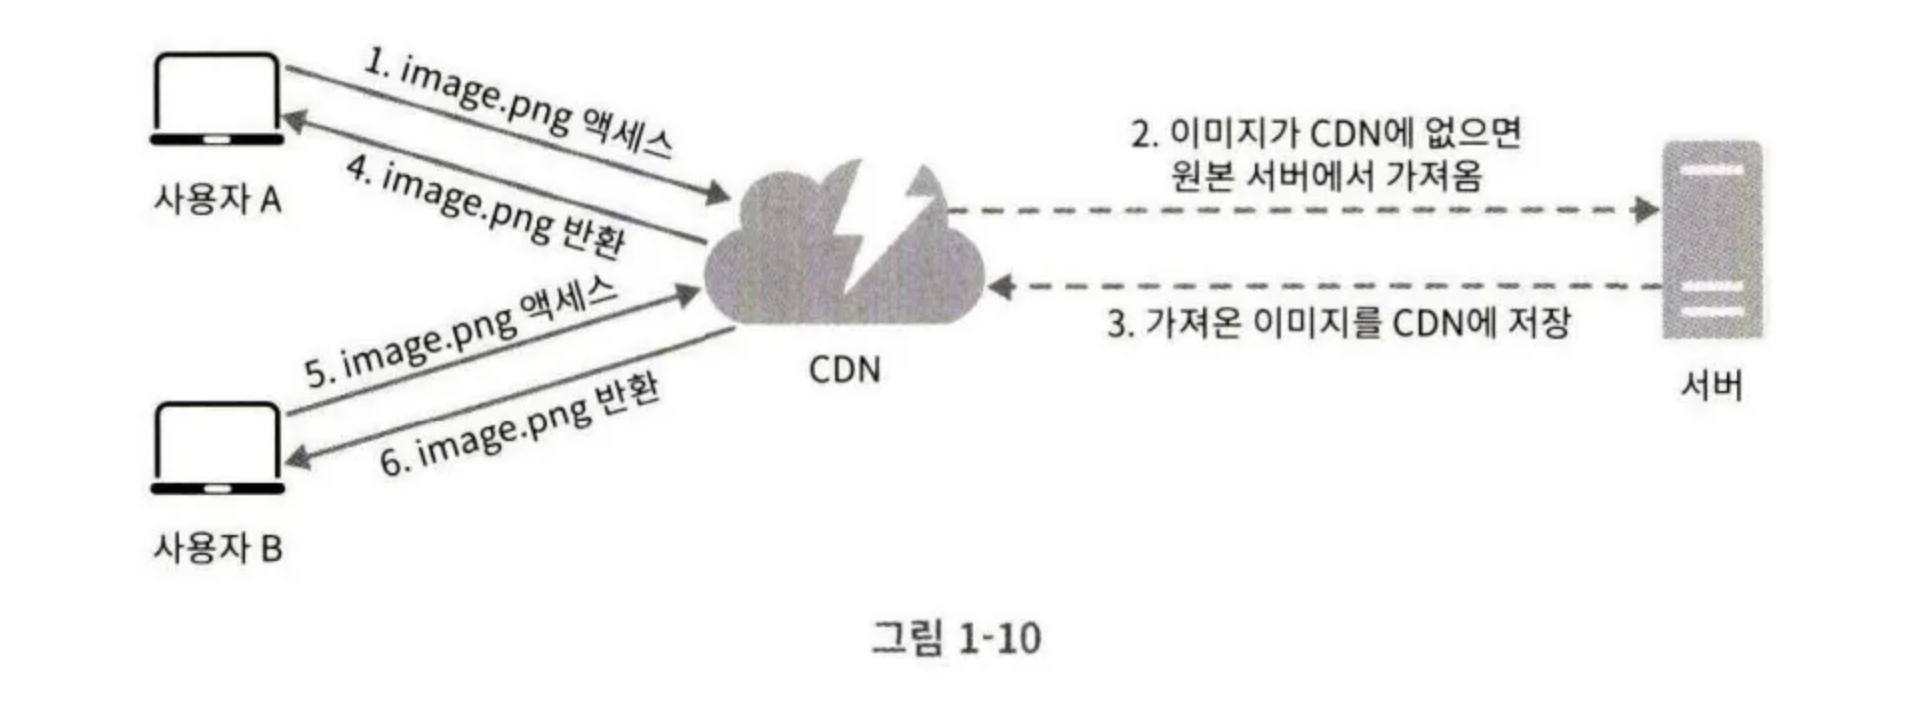 1. image.png 액세스
4. image.png 반환
사용자 A
2. 이미지가 CDN에 없으면
원본 서버에서 가져옴
3. 가져온 이미지를 CDN에 저장
CDN
서버
5. image.png 액세스
6. image.png 반환
사용자 B
그림 1-10